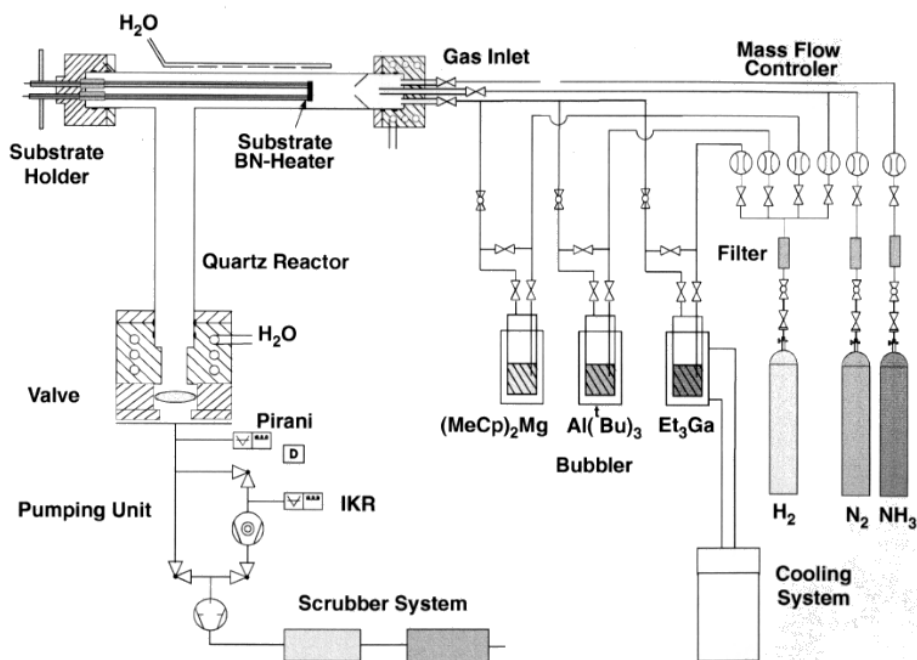 H₂O
Gas Inlet
Mass Flow
Controler
Substrate
BN-Heater
Substrate
Holder
Quartz Reactor
Filter
H₂O
Valve
Pirani
D
(MeCp)₂Mg
Al(ᵗBu)₃
Et₃Ga
Bubbler
IKR
Pumping Unit
H₂
N₂
NH₃
Scrubber System
Cooling
System